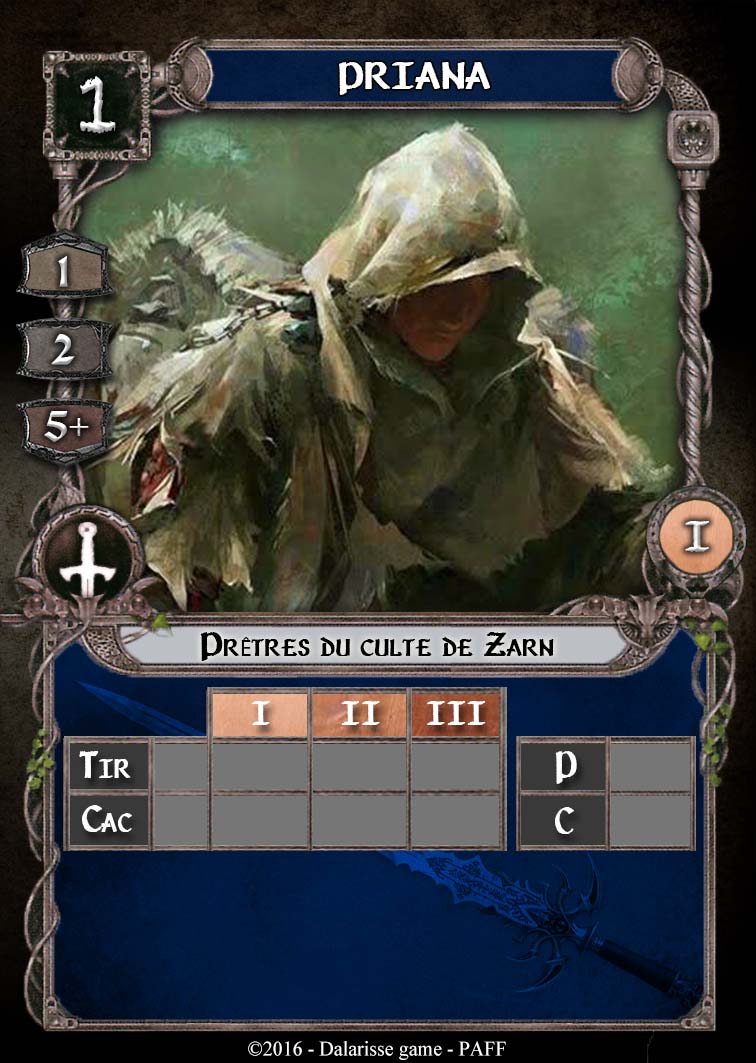 1
PRIANA
1
2
5+
I
Prêtres du culte de Zarn
I II III
Tir
P
Cac
C
©2016 - Dalarisse game - PAFF